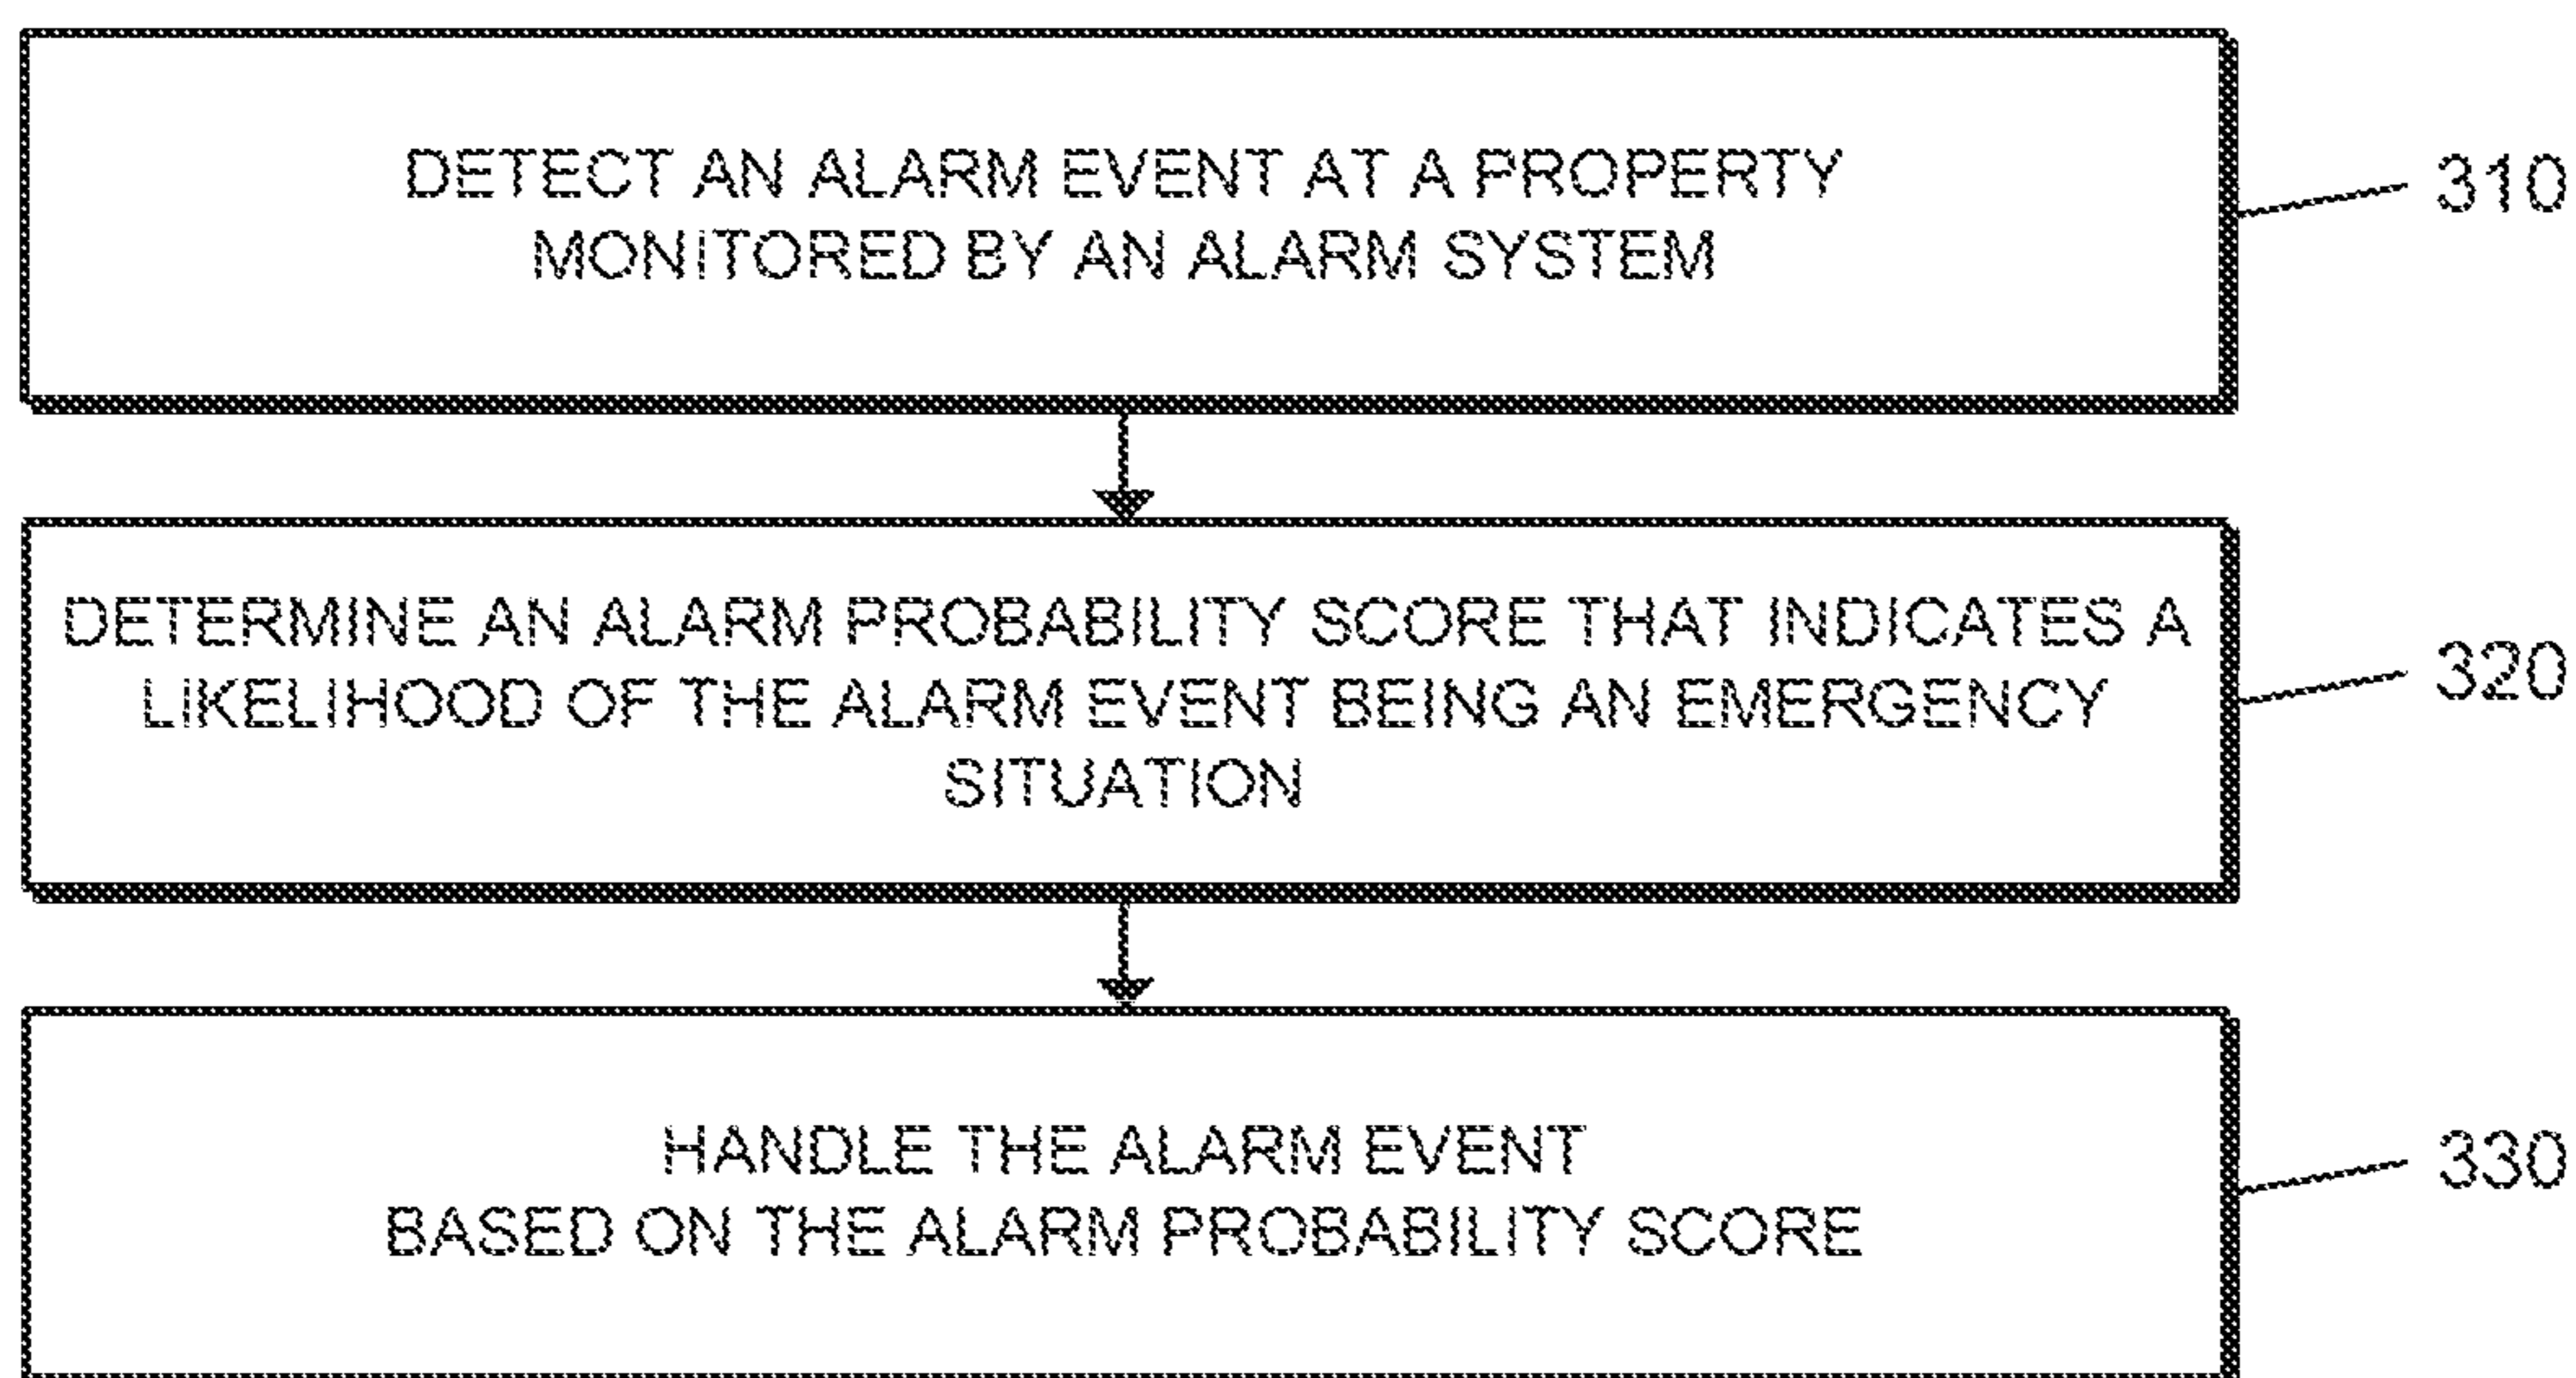 DETECT AN ALARM EVENT AT A PROPERTY
MONITORED BY AN ALARM SYSTEM
310
DETERMINE AN ALARM PROBABILITY SCORE THAT INDICATES A
LIKELIHOOD OF THE ALARM EVENT BEING AN EMERGENCY
SITUATION
320
HANDLE THE ALARM EVENT
BASED ON THE ALARM PROBABILITY SCORE
330